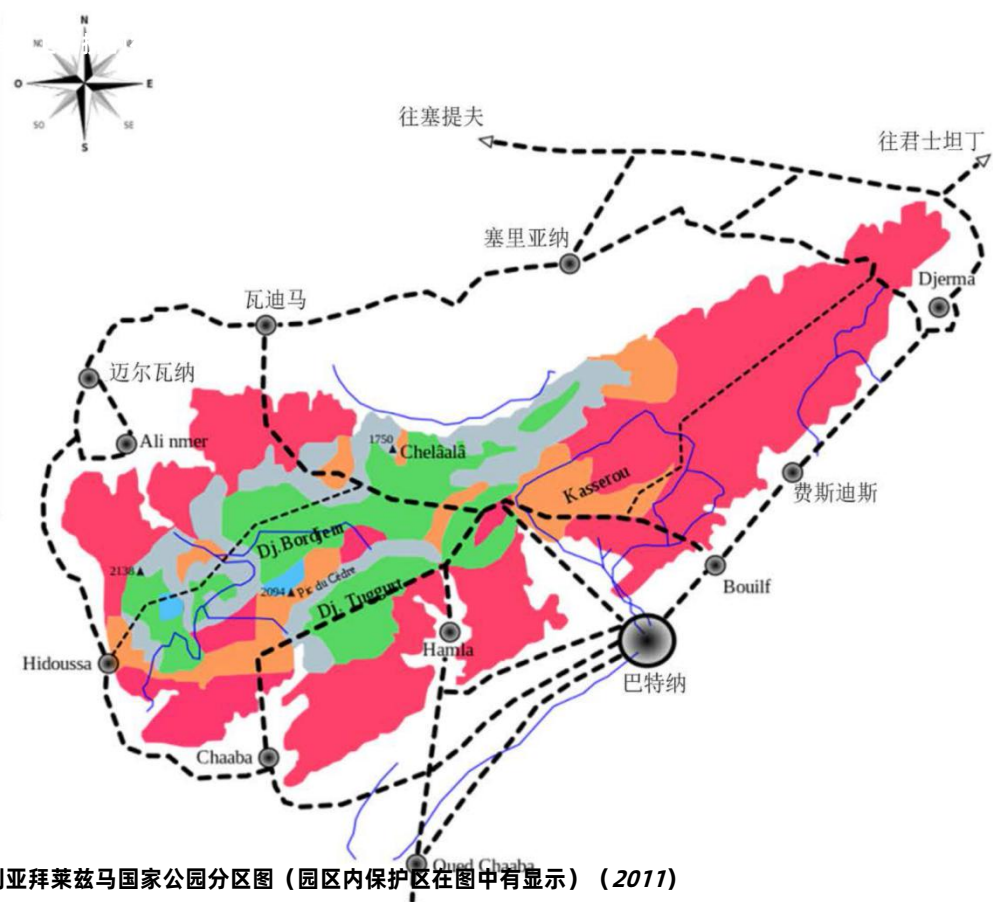 N
O
E
SO
SE
S
往塞提夫
往君士坦丁
塞里亚纳
Djerma
瓦迪马
迈尔瓦纳
Ali nmer
1750
Chelâalâ
Kasserou
费斯迪斯
Dj.Bordjem
2138
2094
Pic du Cèdre
Dj. Tuggurt
Bouilf
Hamla
Hidoussa
巴特纳
Chaaba
Oued Chaaba
利亚拜莱兹马国家公园分区图（园区内保护区在图中有显示）（2011）